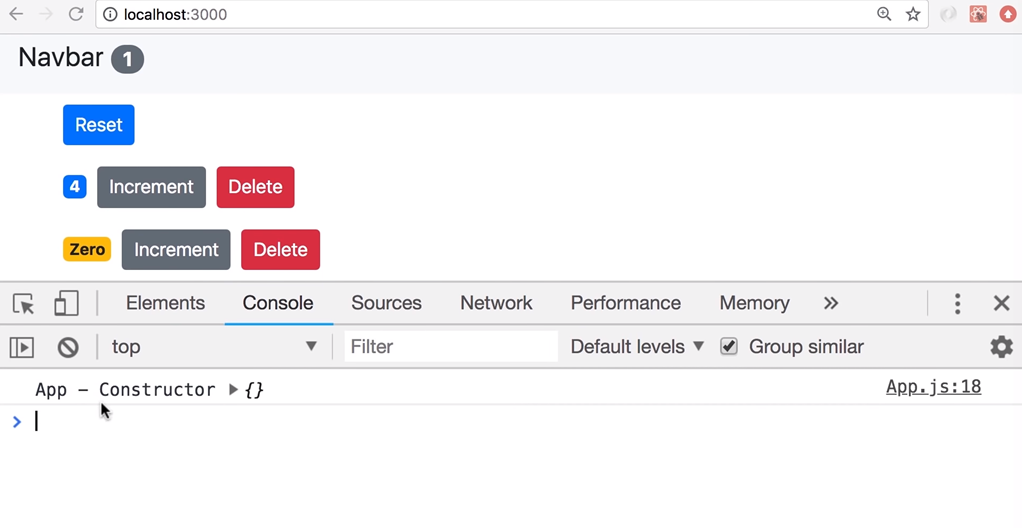 localhost:3000
Navbar 1
Reset
4 Increment Delete
Zero Increment Delete
Elements Console Sources Network Performance Memory »
top Filter Default levels Group similar
App – Constructor {} App.js:18